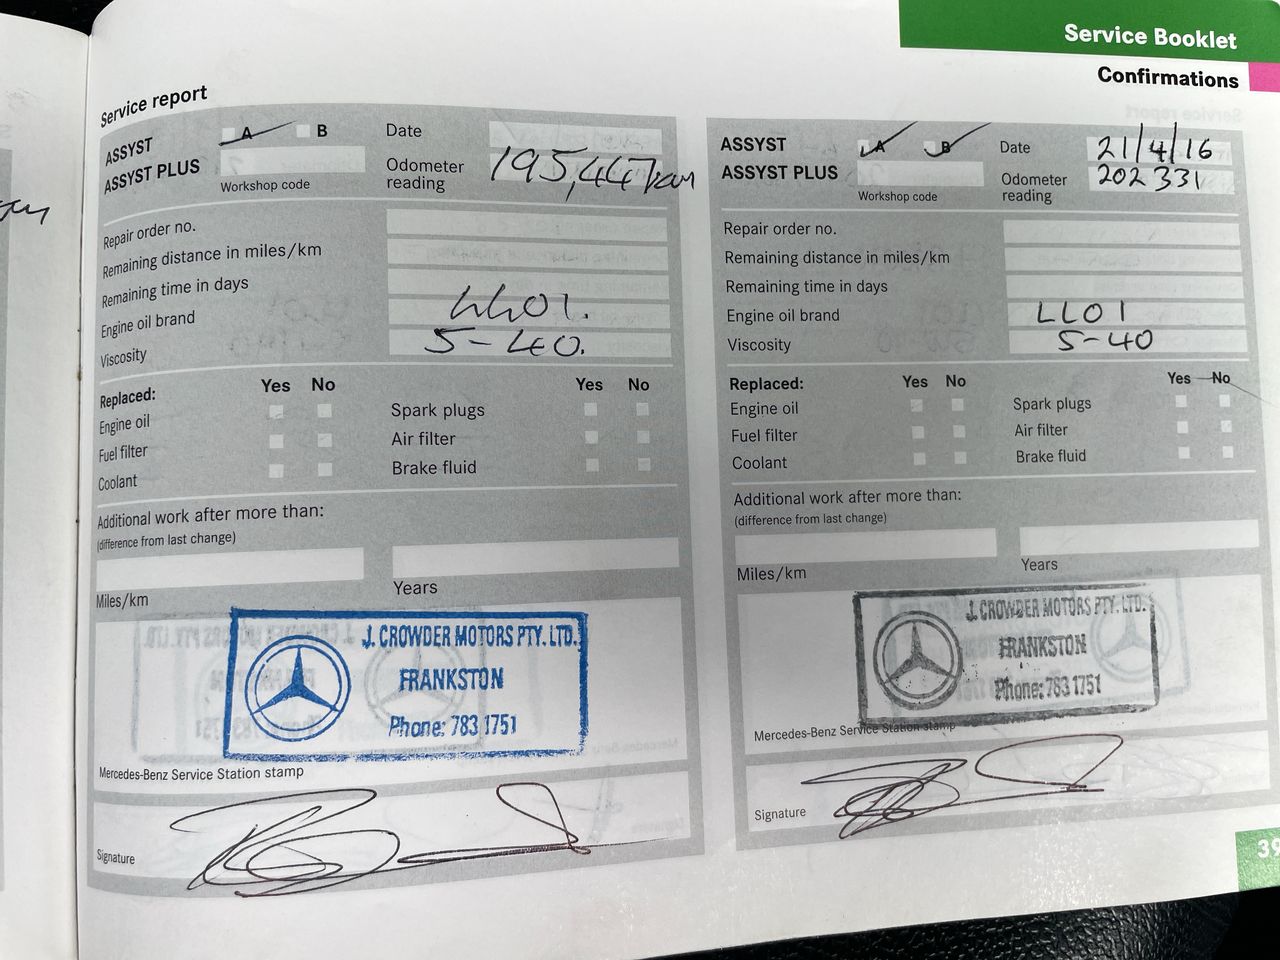 Service Booklet
Confirmations
Service report
ASSYST
A
B
ASSYST PLUS
Workshop code
Date
Odometer reading
195,447km
Repair order no.
Remaining distance in miles/km
Remaining time in days
Engine oil brand
LL01.
Viscosity
5-40.
Replaced:
Yes No
Yes No
Engine oil
Spark plugs
Fuel filter
Air filter
Coolant
Brake fluid
Additional work after more than:
(difference from last change)
Miles/km
Years
J. CROWDER MOTORS PTY. LTD.
FRANKSTON
Phone: 783 1751
Mercedes-Benz Service Station stamp
Signature
ASSYST
A
B
ASSYST PLUS
Workshop code
Date
21/4/16
Odometer reading
202331
Repair order no.
Remaining distance in miles/km
Remaining time in days
Engine oil brand
LL01
Viscosity
5-40
Replaced:
Yes No
Yes No
Engine oil
Spark plugs
Fuel filter
Air filter
Coolant
Brake fluid
Additional work after more than:
(difference from last change)
Miles/km
Years
J. CROWDER MOTORS PTY. LTD.
FRANKSTON
Phone: 783 1751
Mercedes-Benz Service Station stamp
Signature
39